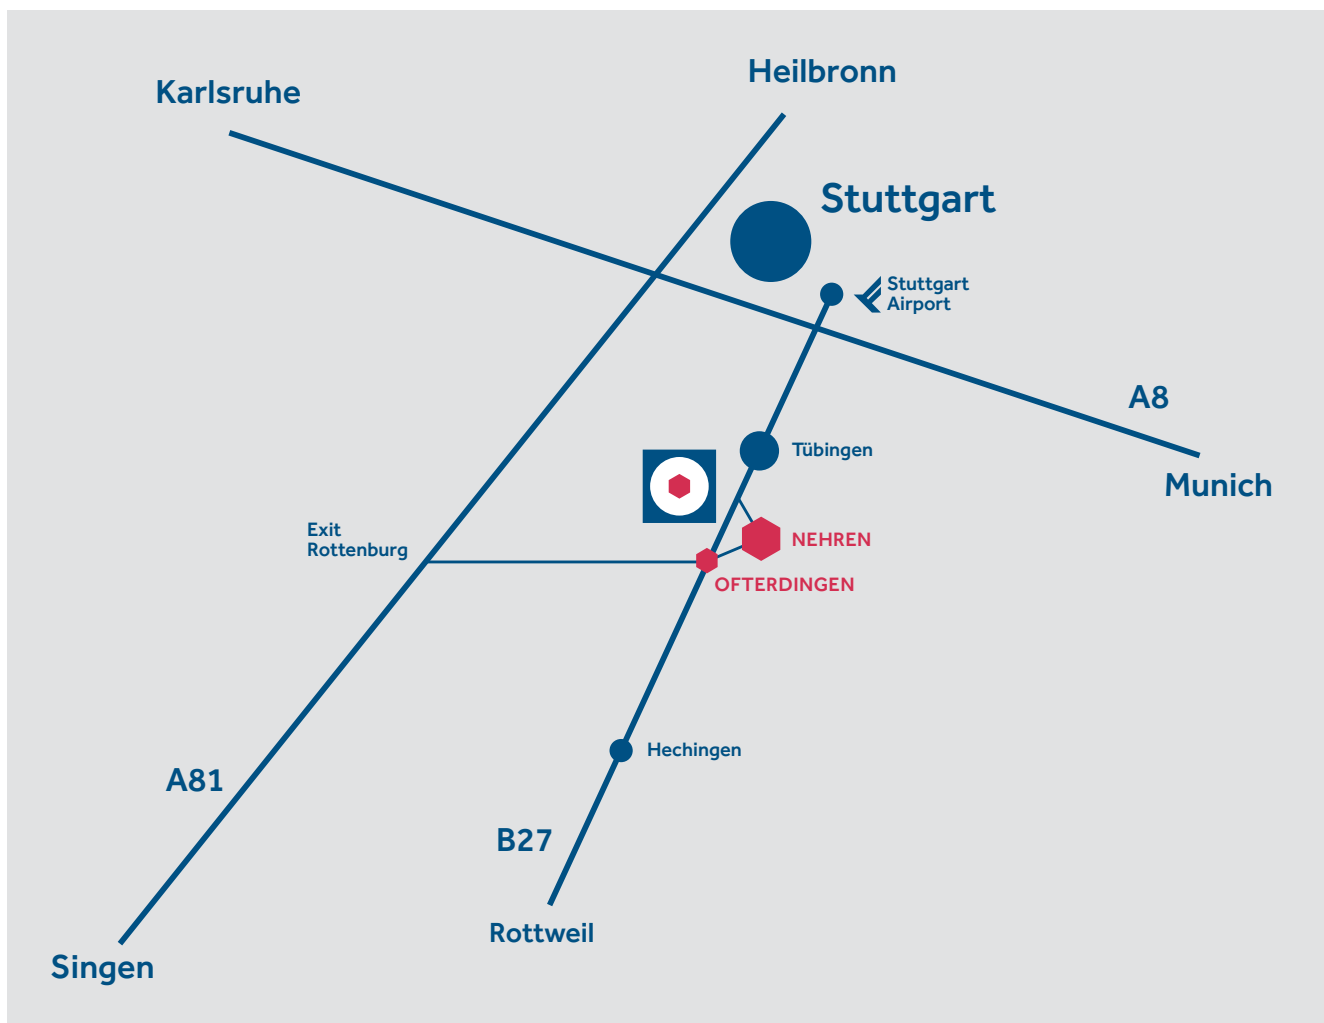 Heilbronn
Karlsruhe
Stuttgart
Stuttgart
Airport
A8
Tübingen
Munich
Exit
Rottenburg
NEHREN
OFTERDINGEN
Hechingen
A81
B27
Rottweil
Singen